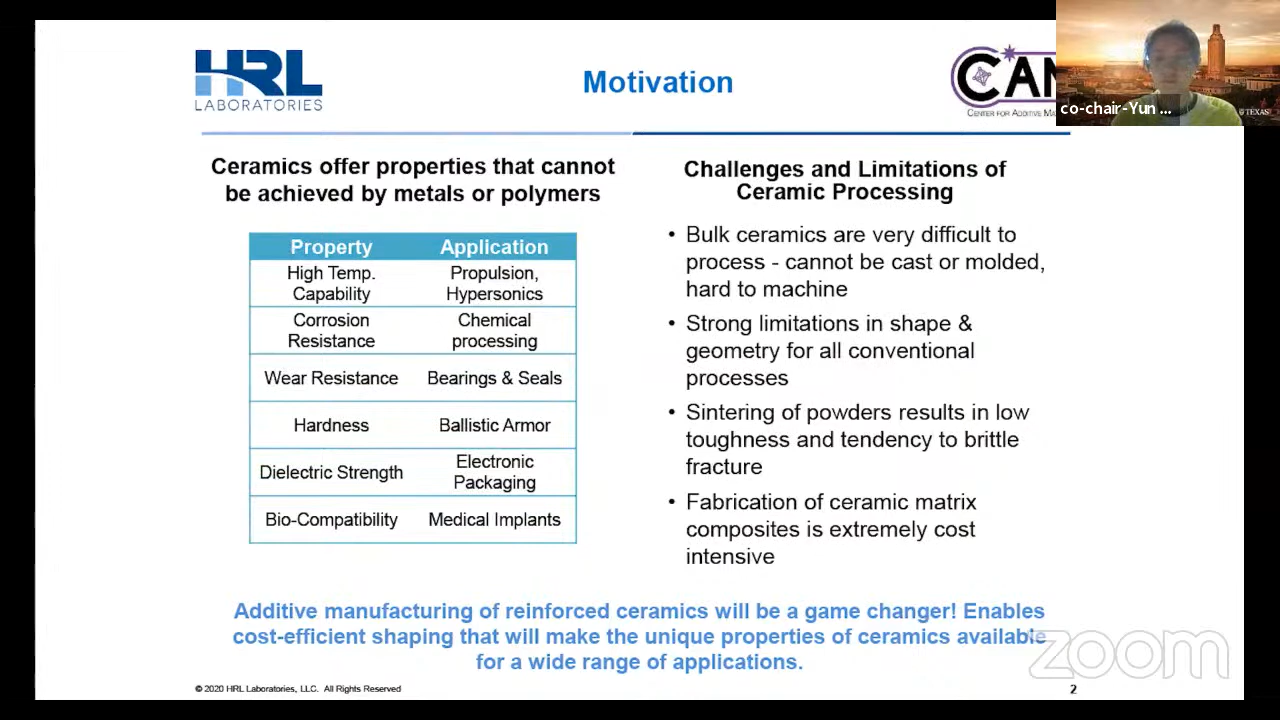 HRL
LABORATORIES
Motivation
CAM
CENTER FOR ADDITIVE MA
co-chair-Yun ...
TEXAS
Ceramics offer properties that cannot
be achieved by metals or polymers
Property Application
High Temp. Propulsion,
Capability Hypersonics
Corrosion Chemical
Resistance processing
Wear Resistance Bearings & Seals
Hardness Ballistic Armor
Dielectric Strength Electronic
Packaging
Bio-Compatibility Medical Implants
Challenges and Limitations of
Ceramic Processing
• Bulk ceramics are very difficult to
process - cannot be cast or molded,
hard to machine
• Strong limitations in shape &
geometry for all conventional
processes
• Sintering of powders results in low
toughness and tendency to brittle
fracture
• Fabrication of ceramic matrix
composites is extremely cost
intensive
Additive manufacturing of reinforced ceramics will be a game changer! Enables
cost-efficient shaping that will make the unique properties of ceramics available
for a wide range of applications.
zoom
© 2020 HRL Laboratories, LLC. All Rights Reserved
2